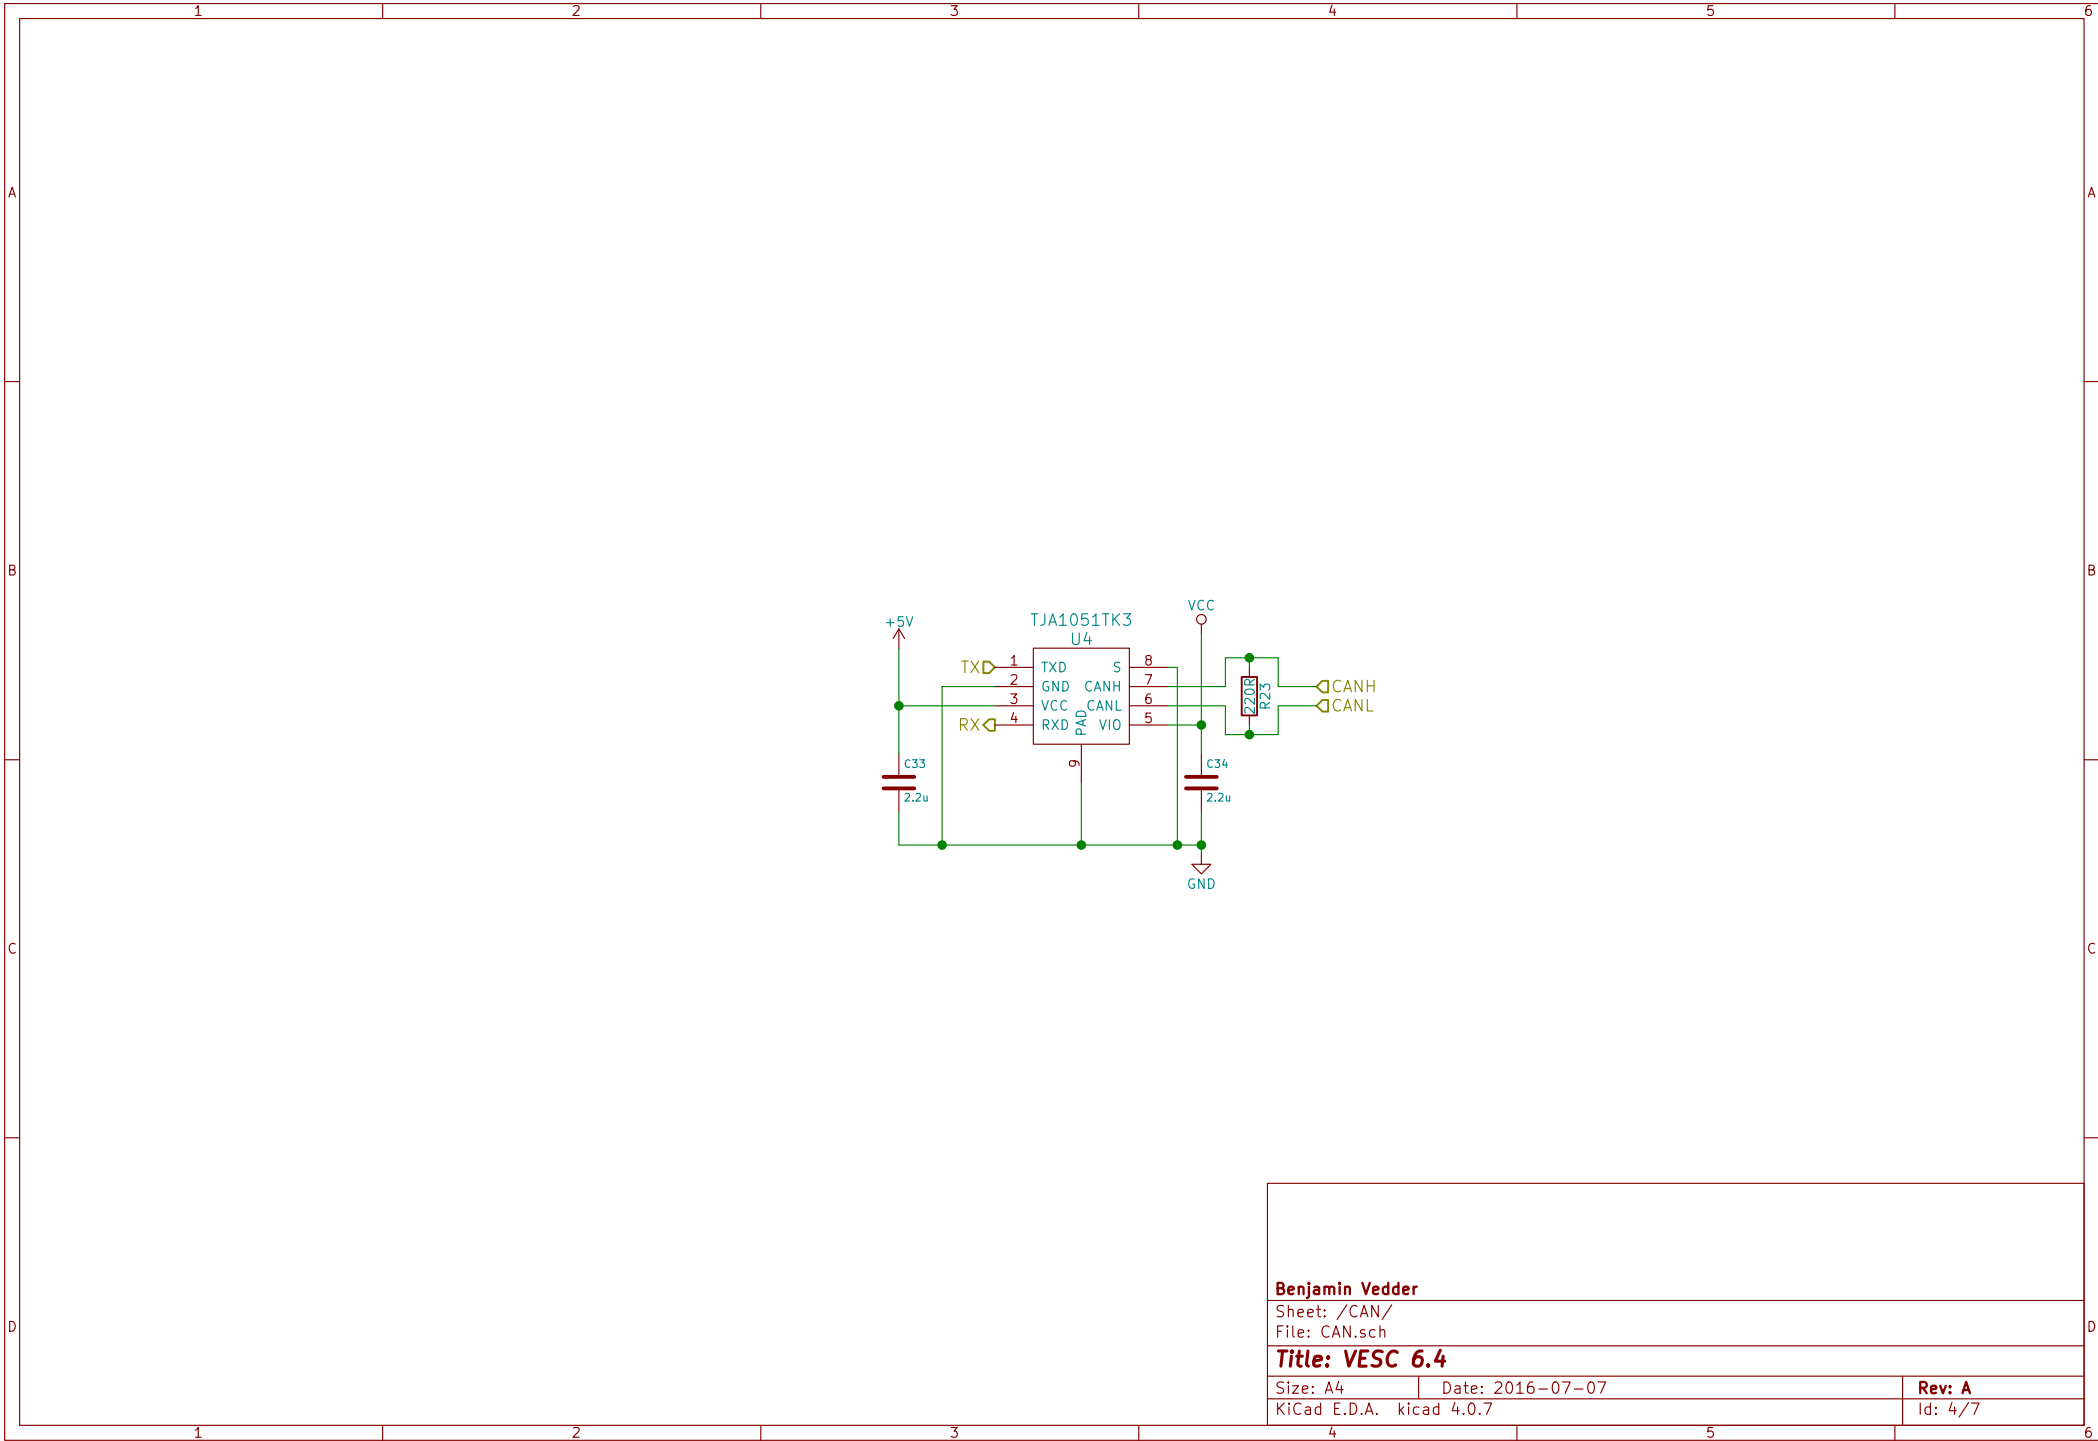 1 2 3 4 5 6
A A
B B
C C
D D
+5V
VCC
TJA1051TK3
U4
TX 1 TXD S 8
2 GND CANH 7 CANH
3 VCC CANL 6 CANL
RX 4 RXD VIO 5
PAD
9
220R
R23
C33
2.2u
C34
2.2u
GND
Benjamin Vedder
Sheet: /CAN/
File: CAN.sch
Title: VESC 6.4
Size: A4 Date: 2016-07-07 Rev: A
KiCad E.D.A. kicad 4.0.7 Id: 4/7
1 2 3 4 5 6